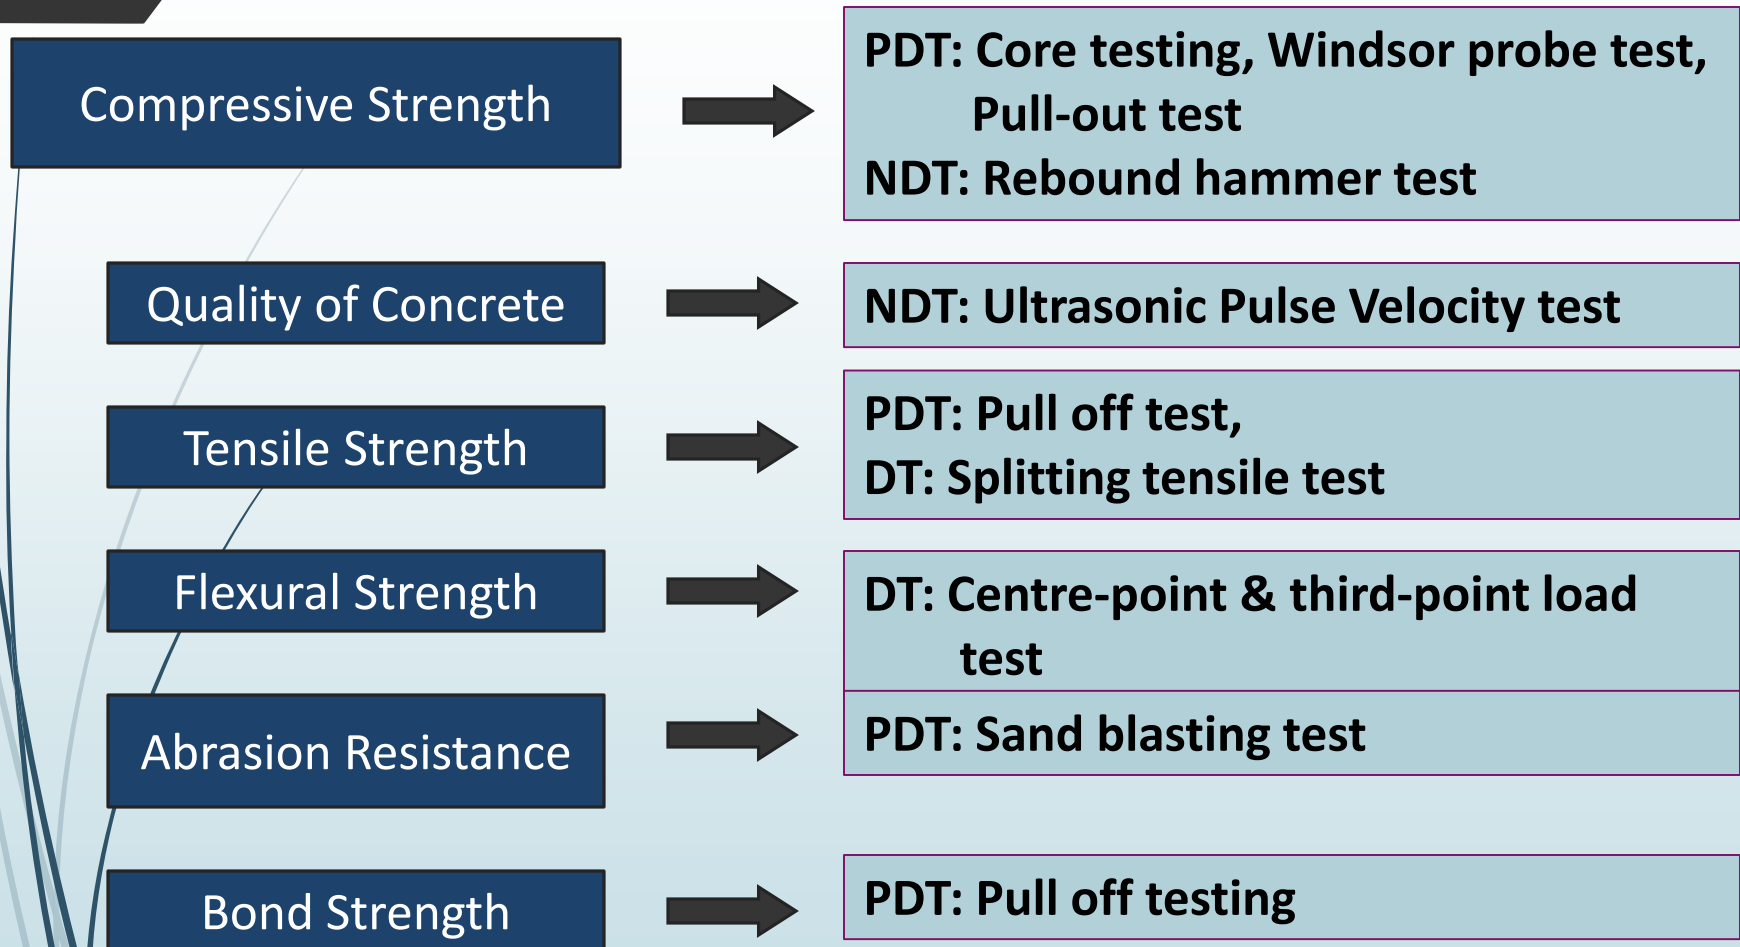 Compressive Strength
PDT: Core testing, Windsor probe test,
Pull-out test
NDT: Rebound hammer test
Quality of Concrete
NDT: Ultrasonic Pulse Velocity test
Tensile Strength
PDT: Pull off test,
DT: Splitting tensile test
Flexural Strength
DT: Centre-point & third-point load
test
Abrasion Resistance
PDT: Sand blasting test
Bond Strength
PDT: Pull off testing